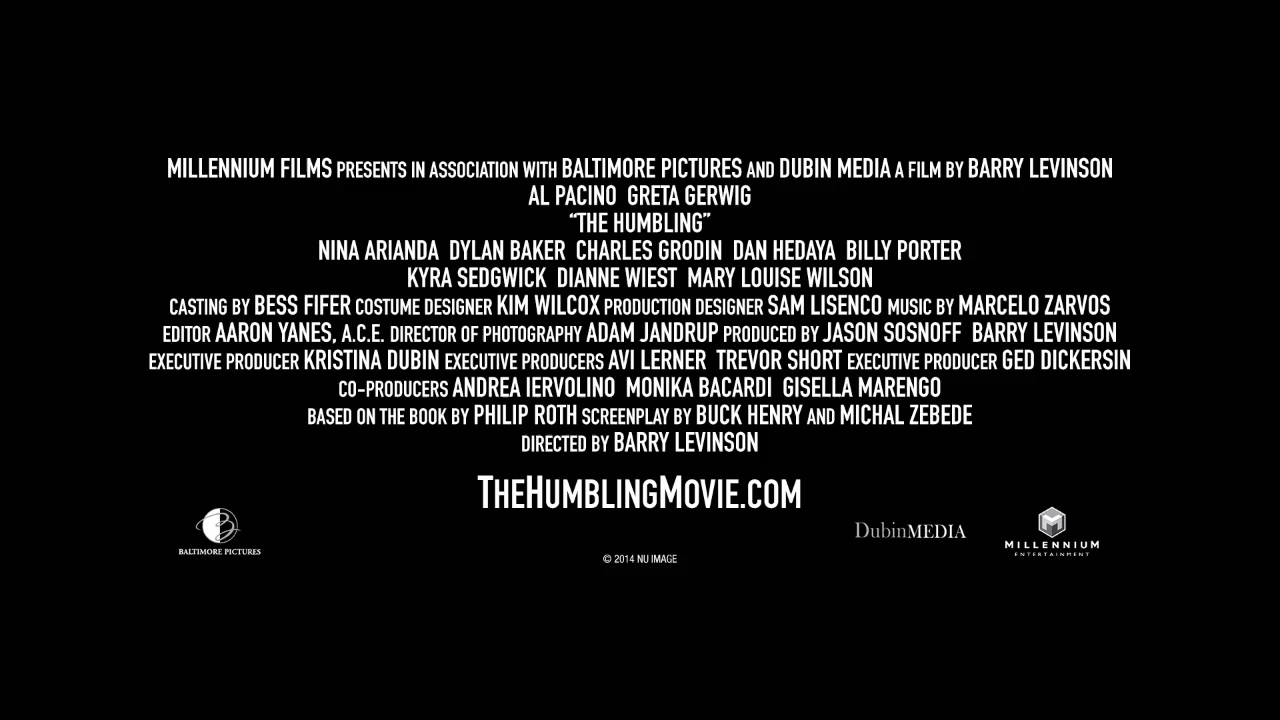 MILLENNIUM FILMS PRESENTS IN ASSOCIATION WITH BALTIMORE PICTURES AND DUBIN MEDIA A FILM BY BARRY LEVINSON
AL PACINO GRETA GERWIG
“THE HUMBLING”
NINA ARIANDA DYLAN BAKER CHARLES GRODIN DAN HEDAYA BILLY PORTER
KYRA SEDGWICK DIANNE WIEST MARY LOUISE WILSON
CASTING BY BESS FIFER COSTUME DESIGNER KIM WILCOX PRODUCTION DESIGNER SAM LISENCO MUSIC BY MARCELO ZARVOS
EDITOR AARON YANES, A.C.E. DIRECTOR OF PHOTOGRAPHY ADAM JANDRUP PRODUCED BY JASON SOSNOFF BARRY LEVINSON
EXECUTIVE PRODUCER KRISTINA DUBIN EXECUTIVE PRODUCERS AVI LERNER TREVOR SHORT EXECUTIVE PRODUCER GED DICKERSIN
CO-PRODUCERS ANDREA IERVOLINO MONIKA BACARDI GISELLA MARENGO
BASED ON THE BOOK BY PHILIP ROTH SCREENPLAY BY BUCK HENRY AND MICHAL ZEBEDE
DIRECTED BY BARRY LEVINSON
THEHUMBLINGMOVIE.COM
B
BALTIMORE PICTURES
DubinMEDIA
MILLENNIUM
ENTERTAINMENT
© 2014 NU IMAGE